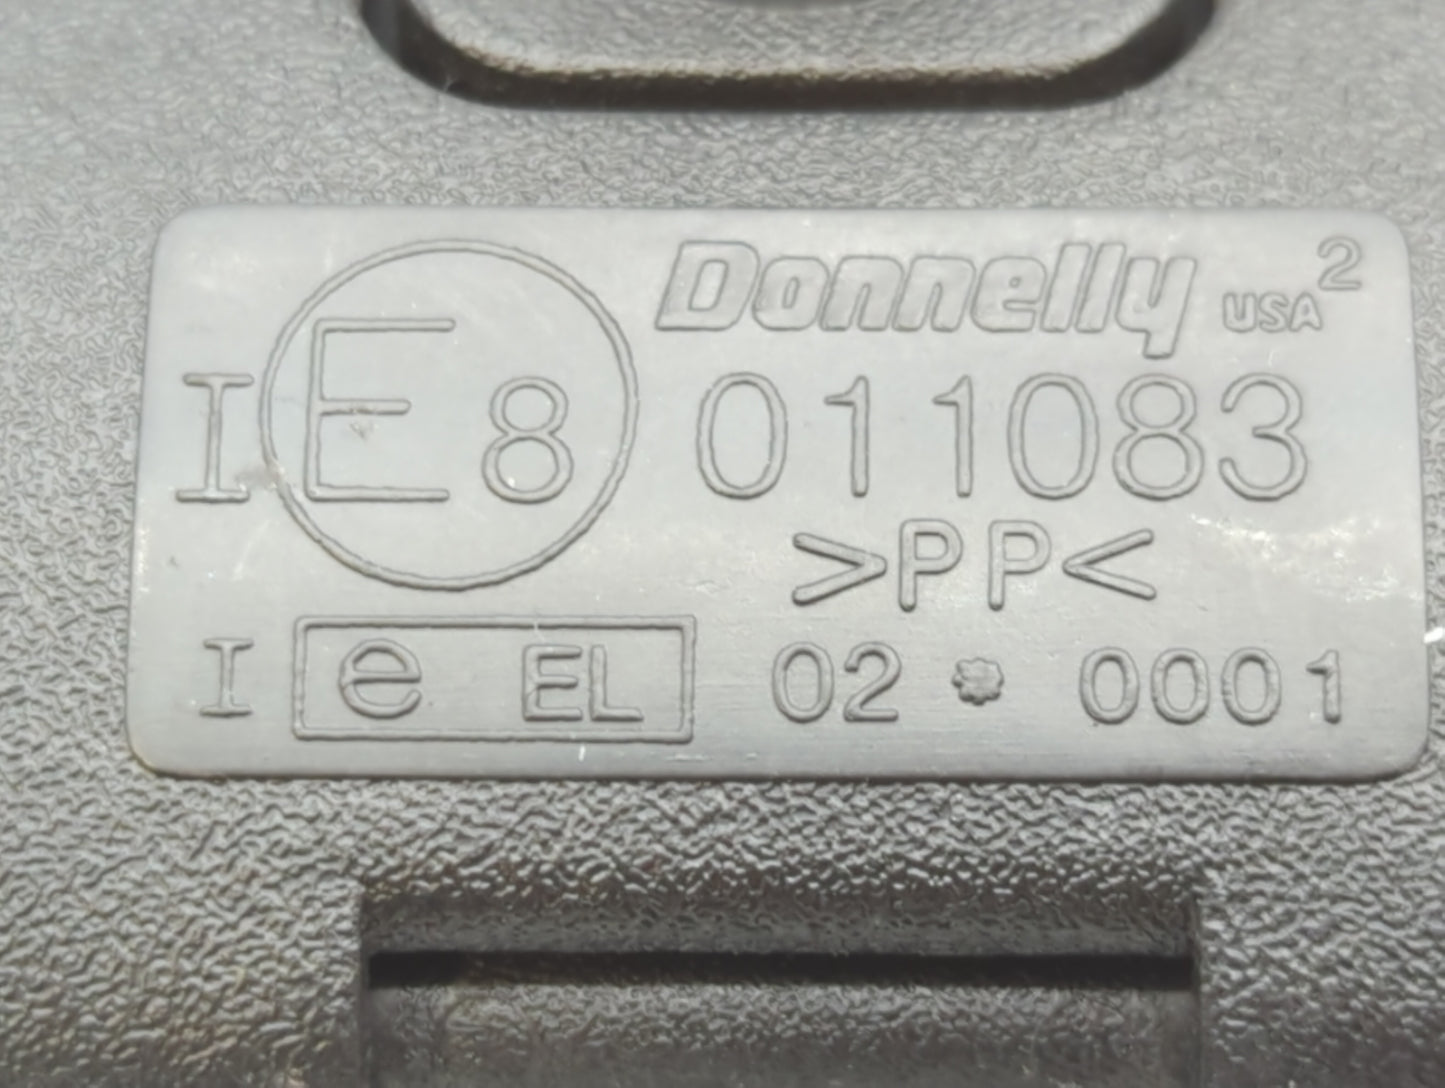 Donnelly USA 2
I E8 011083
>PP<
I e EL 02 * 0001